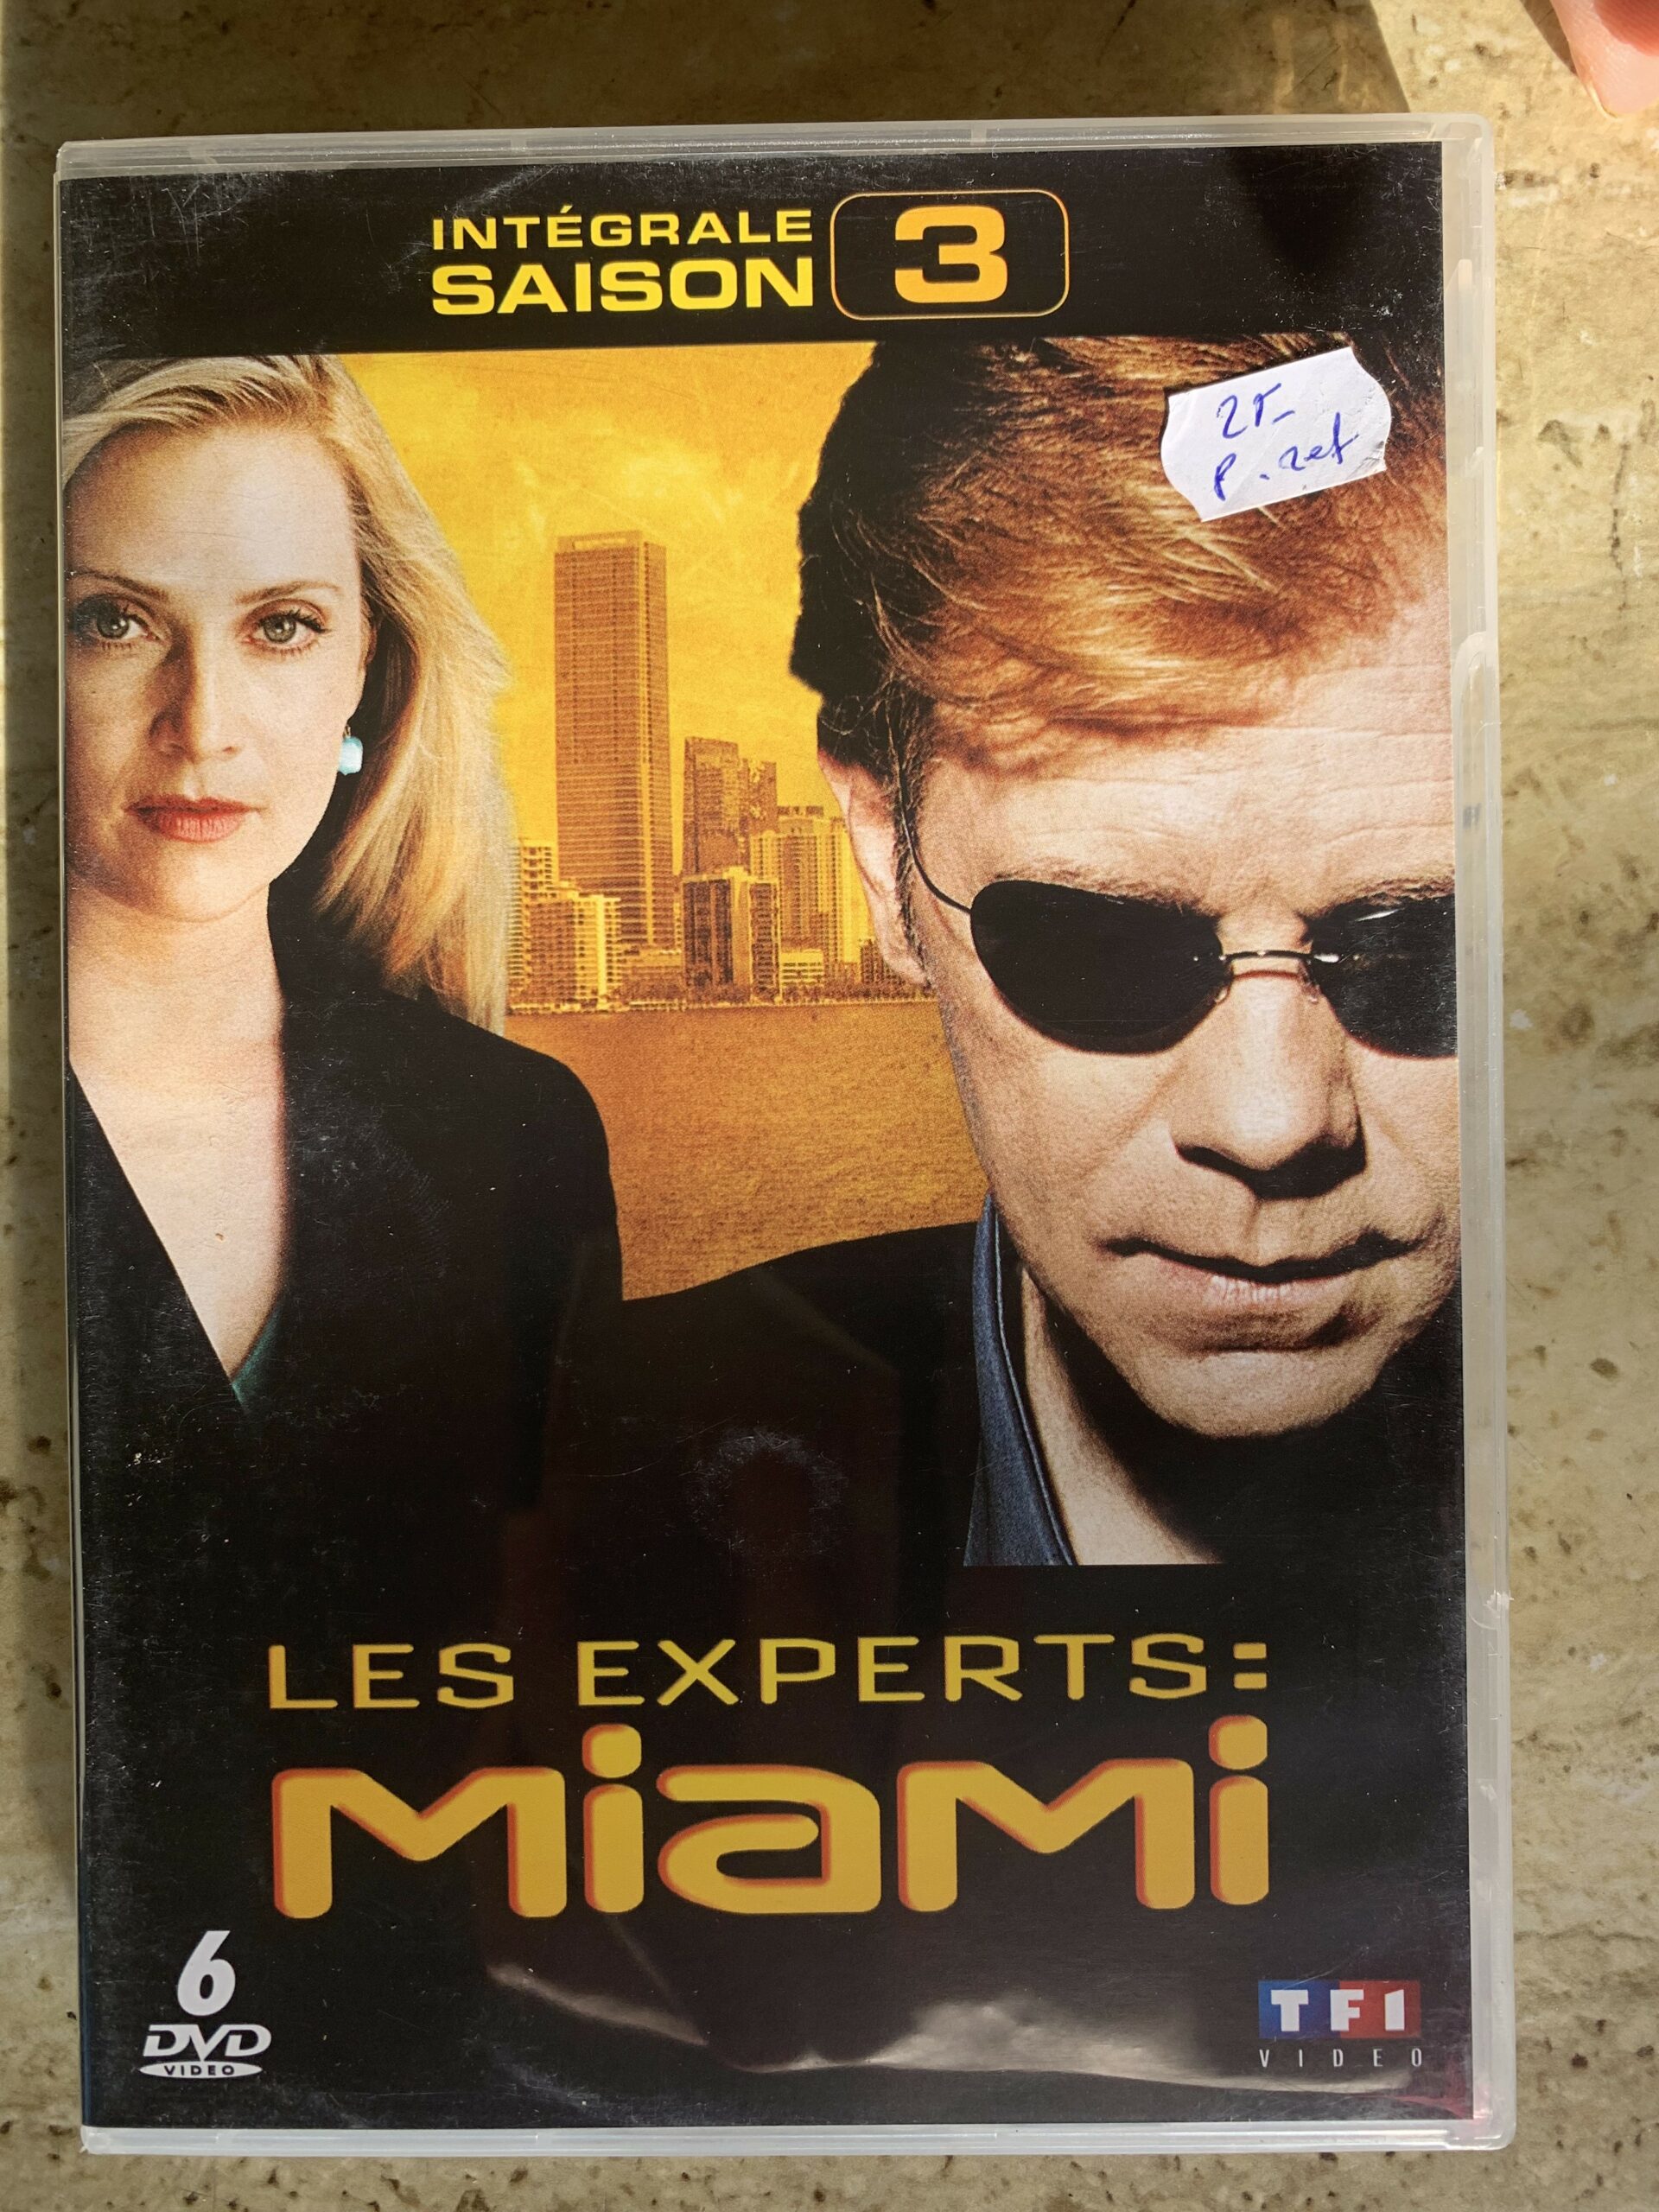 INTÉGRALE
SAISON 3
LES EXPERTS:
MiaMi
6
DVD
VIDEO
TF1
VIDEO